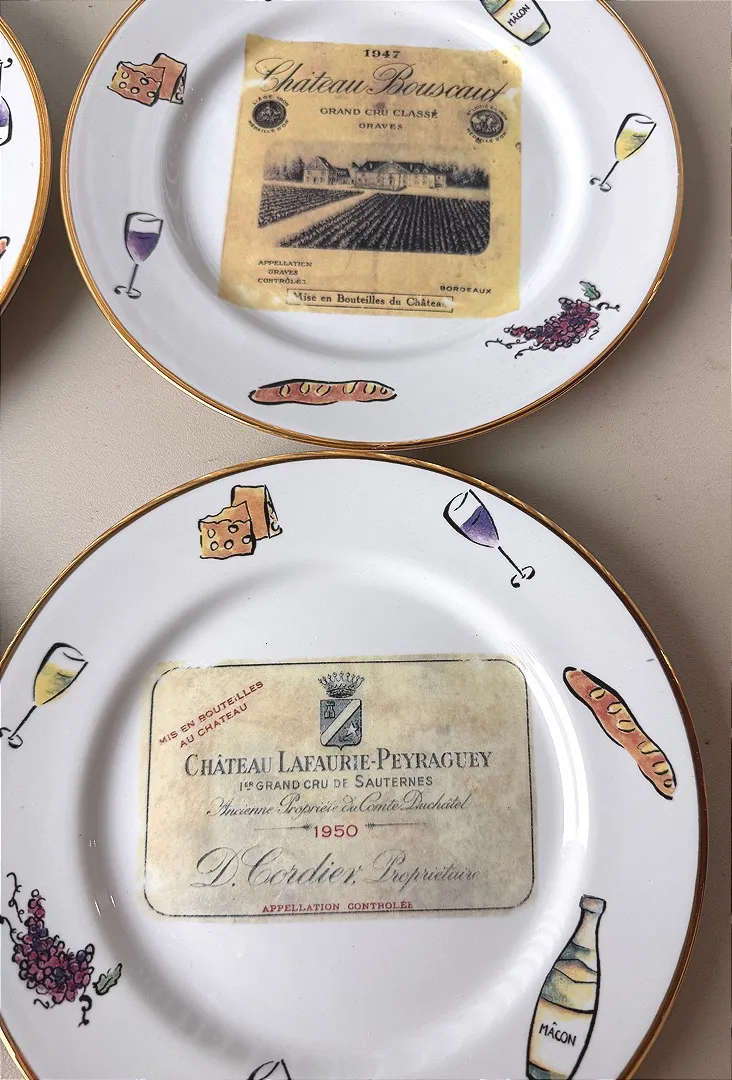 MÂCON
1947
Château Bouscaut
GRAND CRU CLASSÉ
GRAVES
APPELLATION
GRAVES
CONTRÔLÉE
BORDEAUX
Mise en Bouteilles du Château
MIS EN BOUTEILLES
AU CHATEAU
CHÂTEAU LAFAURIE-PEYRAGUEY
1ER GRAND CRU DE SAUTERNES
Ancienne Propriété du Comte Duchâtel
1950
D. Cordier, Propriétaire
APPELLATION CONTROLÉE
MÂCON